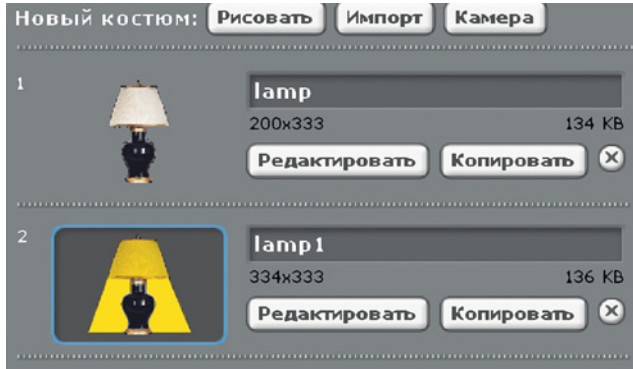 Новый костюм: Рисовать Импорт Камера
1
lamp
200x333 134 KB
Редактировать Копировать
2
lamp1
334x333 136 KB
Редактировать Копировать